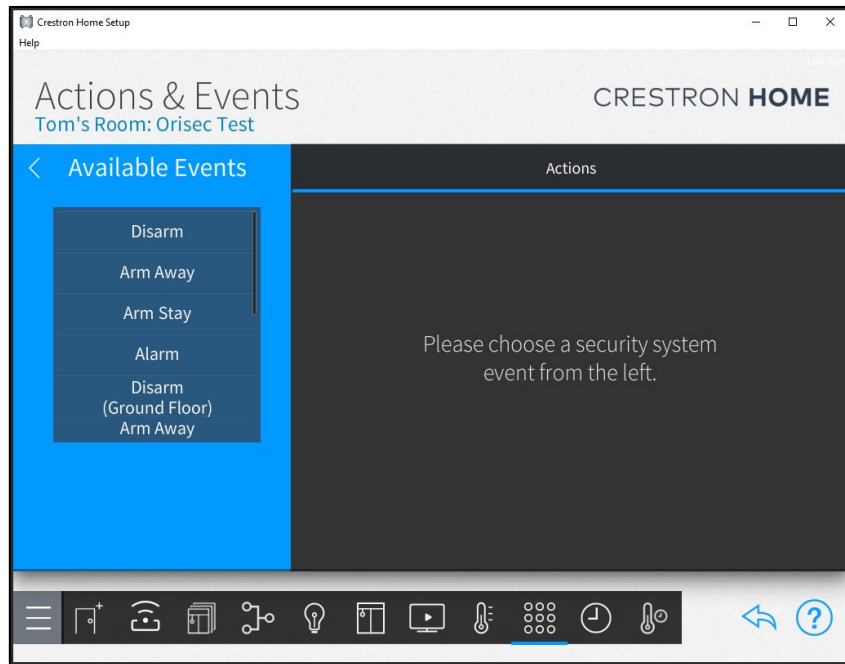 Crestron Home Setup
Help
Actions & Events
CRESTRON HOME
Tom's Room: Orisec Test
Available Events
Actions
Disarm
Arm Away
Arm Stay
Alarm
Disarm
(Ground Floor)
Arm Away
Please choose a security system
event from the left.
?